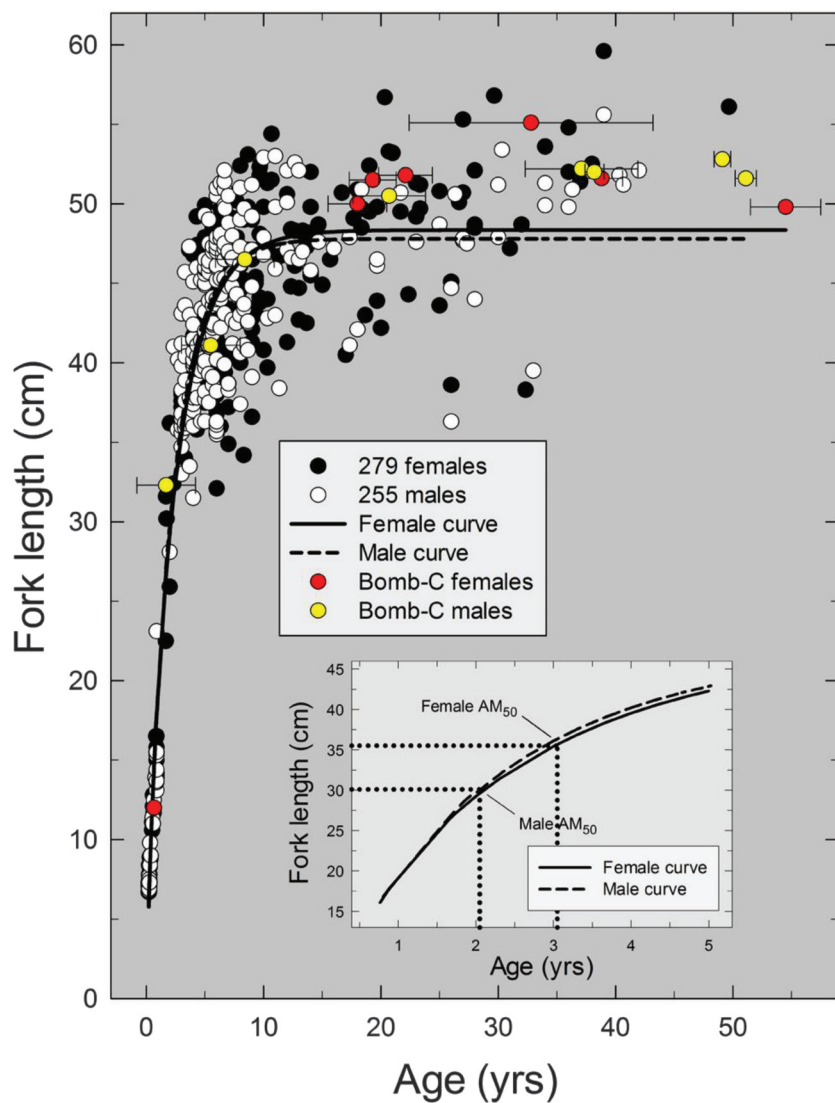 60
50
40
30
20
10
0
Fork length (cm)
279 females
255 males
Female curve
Male curve
Bomb-C females
Bomb-C males
45
40
35
30
25
20
15
Fork length (cm)
Female AM50
Male AM50
Female curve
Male curve
1 2 3 4 5
Age (yrs)
0 10 20 30 40 50
Age (yrs)